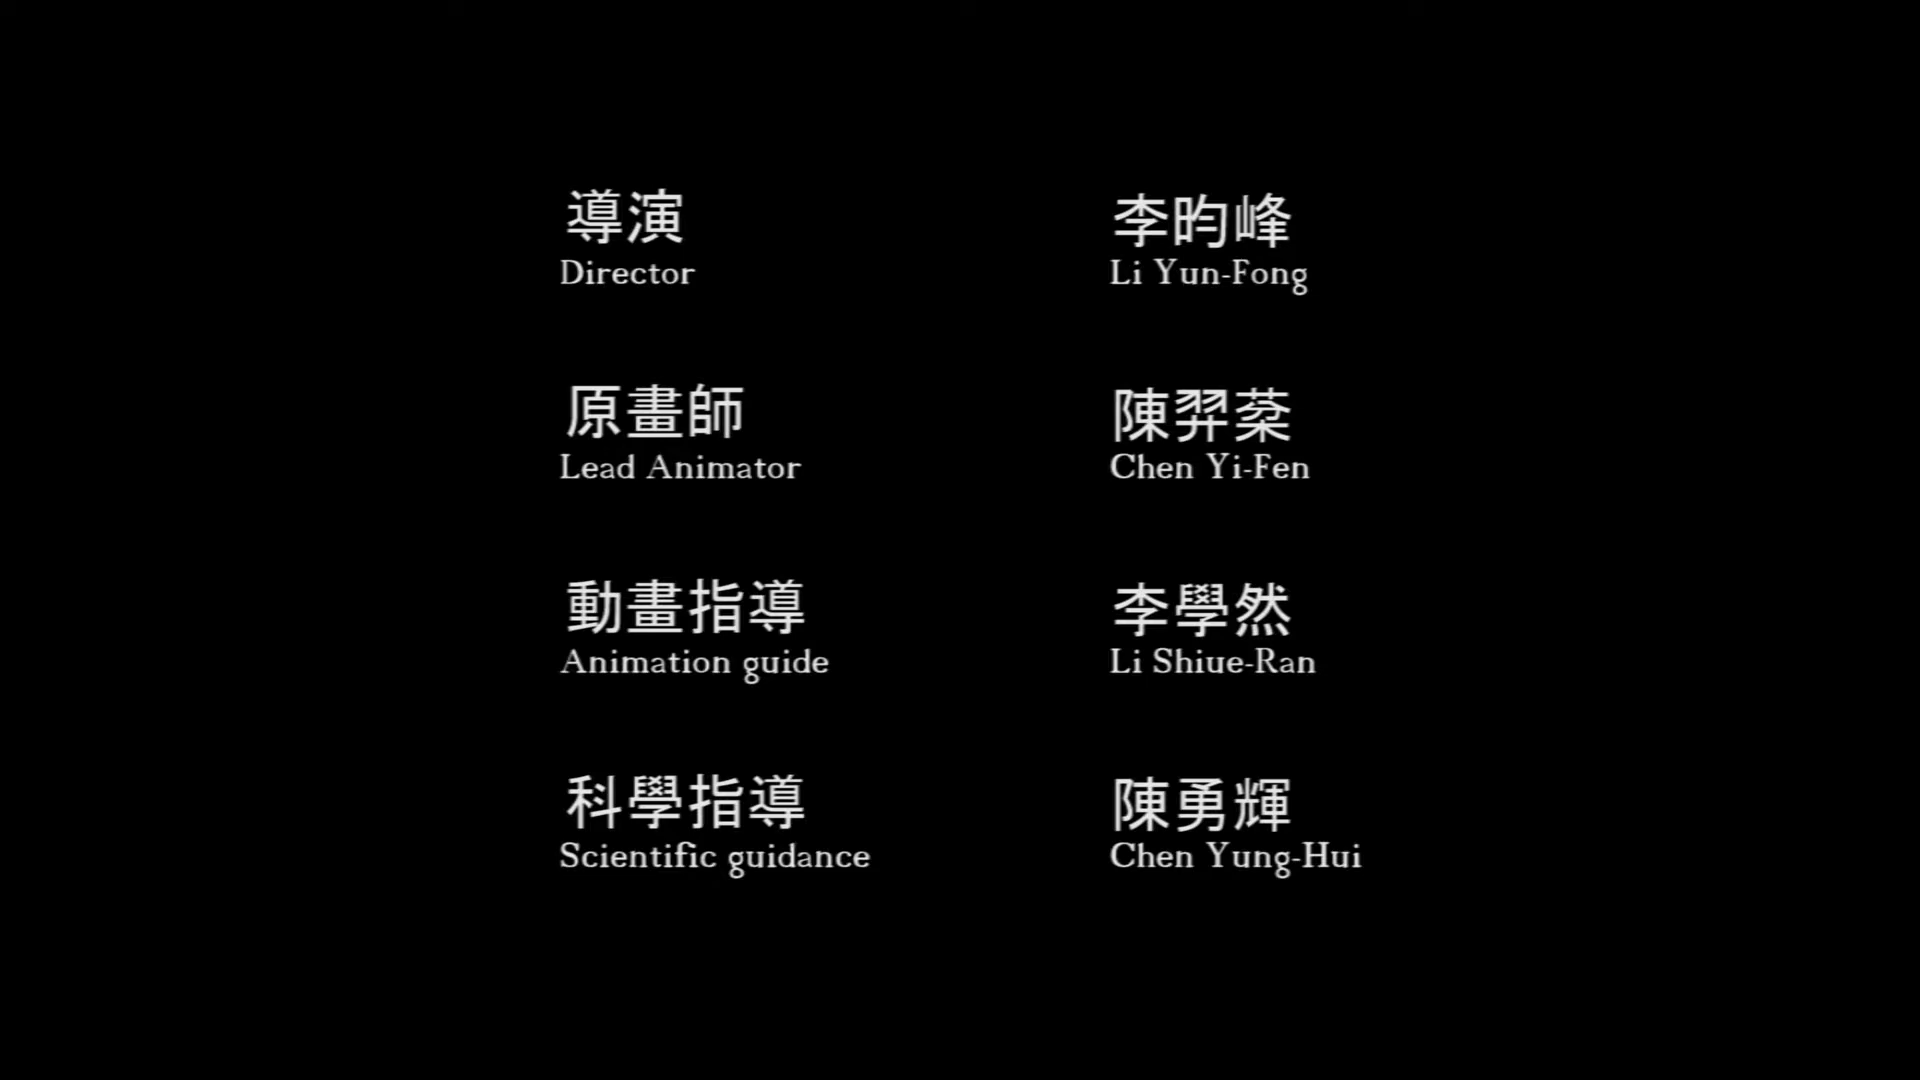 導演
Director
李昀峰
Li Yun-Fong
原畫師
Lead Animator
陳羿棻
Chen Yi-Fen
動畫指導
Animation guide
李學然
Li Shiue-Ran
科學指導
Scientific guidance
陳勇輝
Chen Yung-Hui